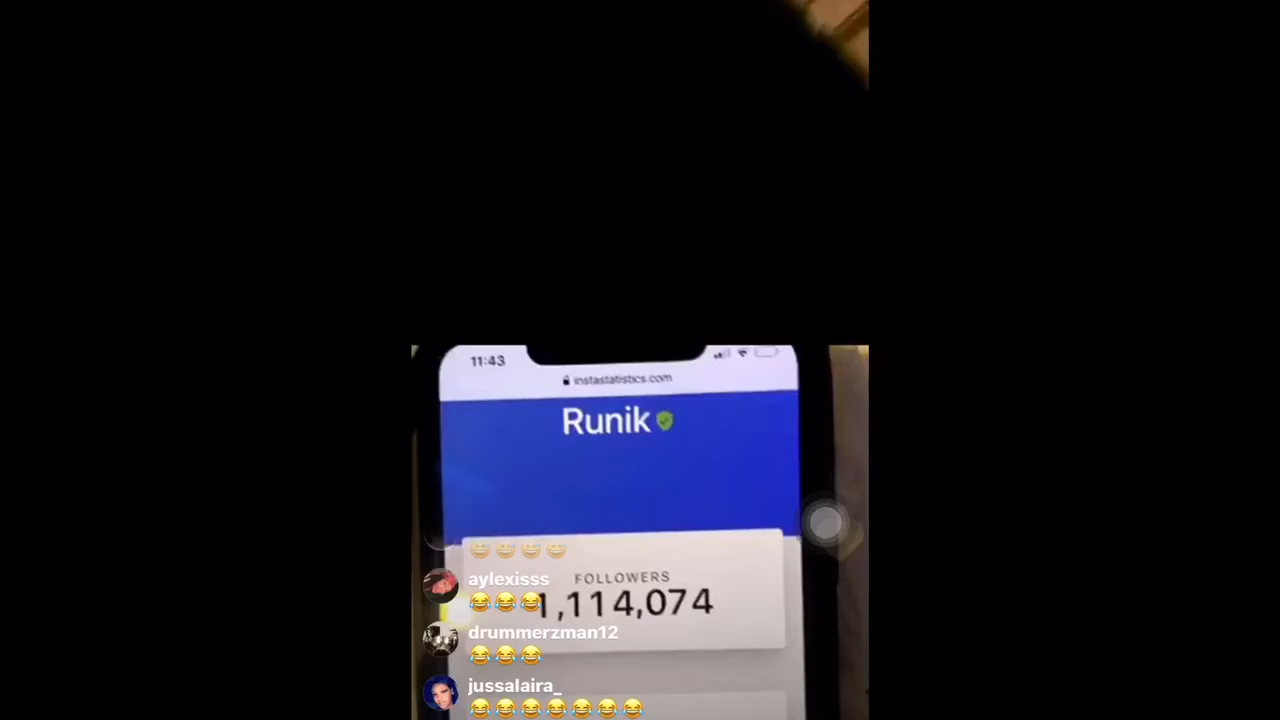 11:43
instastatistics.com
Runik
😅😅😅😅
aylexisss
FOLLOWERS
😂😂😂
1,114,074
drummerzman12
😂😂😂
jussalaira_
😂😂😂😂😂😂😂